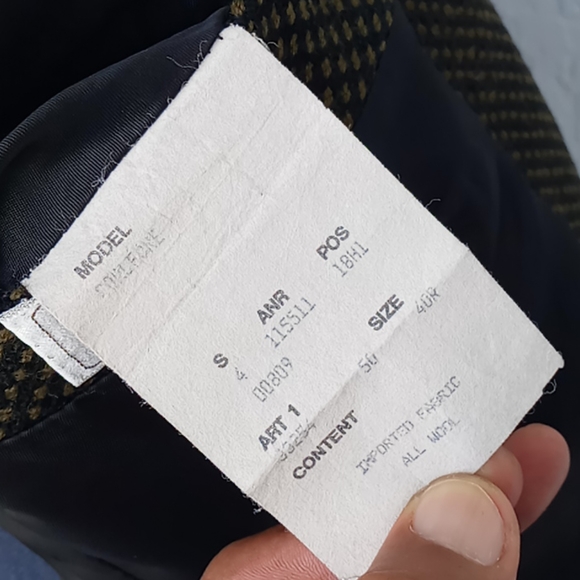 MODEL
POS
18H1
S
4
ANR
115511
00809
SIZE
50
40R
ART 1
CONTENT
IMPORTED FABRIC
ALL WOOL